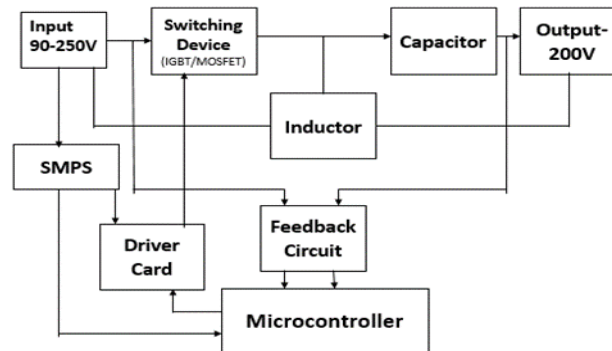 Input
90-250V
Switching
Device
(IGBT/MOSFET)
Capacitor
Output-
200V
Inductor
SMPS
Driver
Card
Feedback
Circuit
Microcontroller